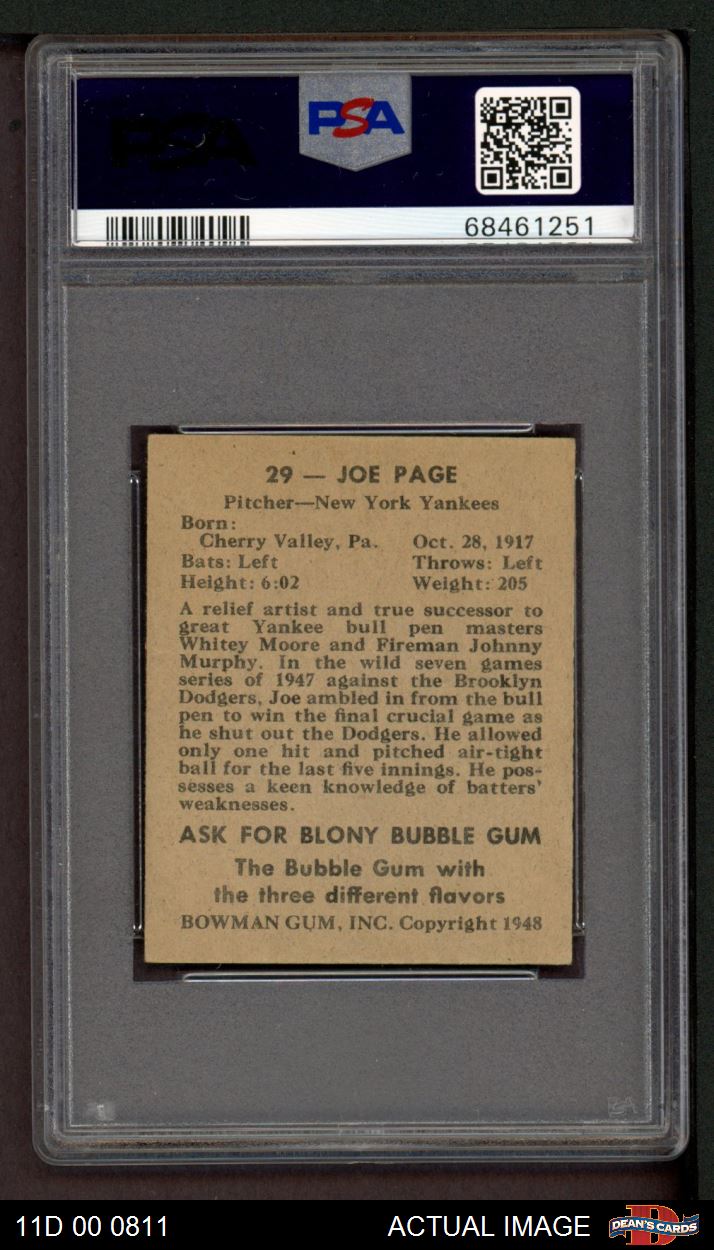 PSA
PSA
68461251
29 — JOE PAGE
Pitcher—New York Yankees
Born:
Cherry Valley, Pa. Oct. 28, 1917
Bats: Left Throws: Left
Height: 6:02 Weight: 205
A relief artist and true successor to
great Yankee bull pen masters
Whitey Moore and Fireman Johnny
Murphy. In the wild seven games
series of 1947 against the Brooklyn
Dodgers, Joe ambled in from the bull
pen to win the final crucial game as
he shut out the Dodgers. He allowed
only one hit and pitched air-tight
ball for the last five innings. He pos-
sesses a keen knowledge of batters'
weaknesses.
ASK FOR BLONY BUBBLE GUM
The Bubble Gum with
the three different flavors
BOWMAN GUM, INC. Copyright 1948
PSA
11D 00 0811 ACTUAL IMAGE DEAN'S CARDS